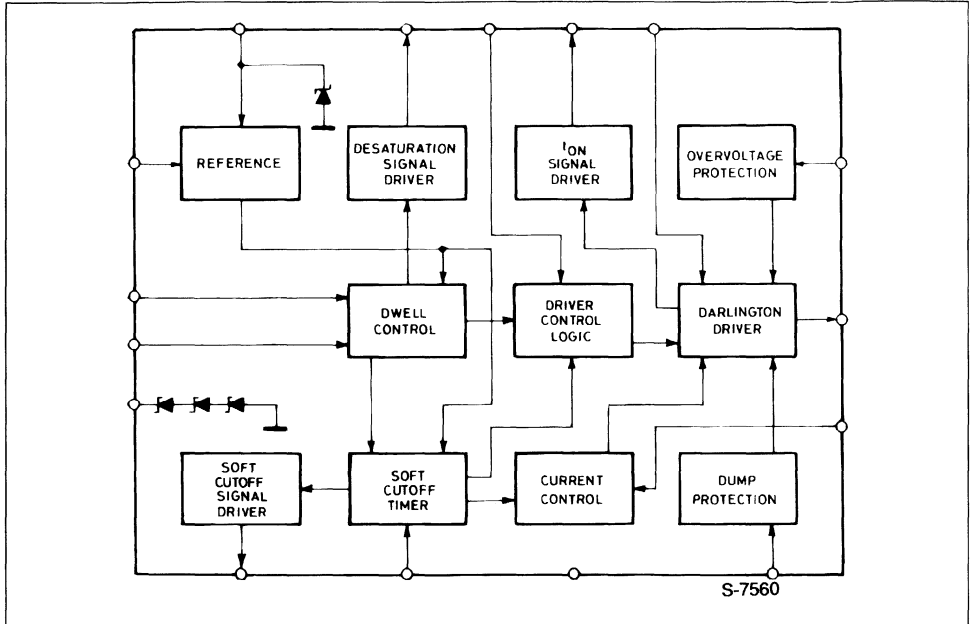 REFERENCE
DESATURATION
SIGNAL
DRIVER
tON
SIGNAL
DRIVER
OVERVOLTAGE
PROTECTION
DWELL
CONTROL
DRIVER
CONTROL
LOGIC
DARLINGTON
DRIVER
SOFT
CUTOFF
SIGNAL
DRIVER
SOFT
CUTOFF
TIMER
CURRENT
CONTROL
DUMP
PROTECTION
S-7560